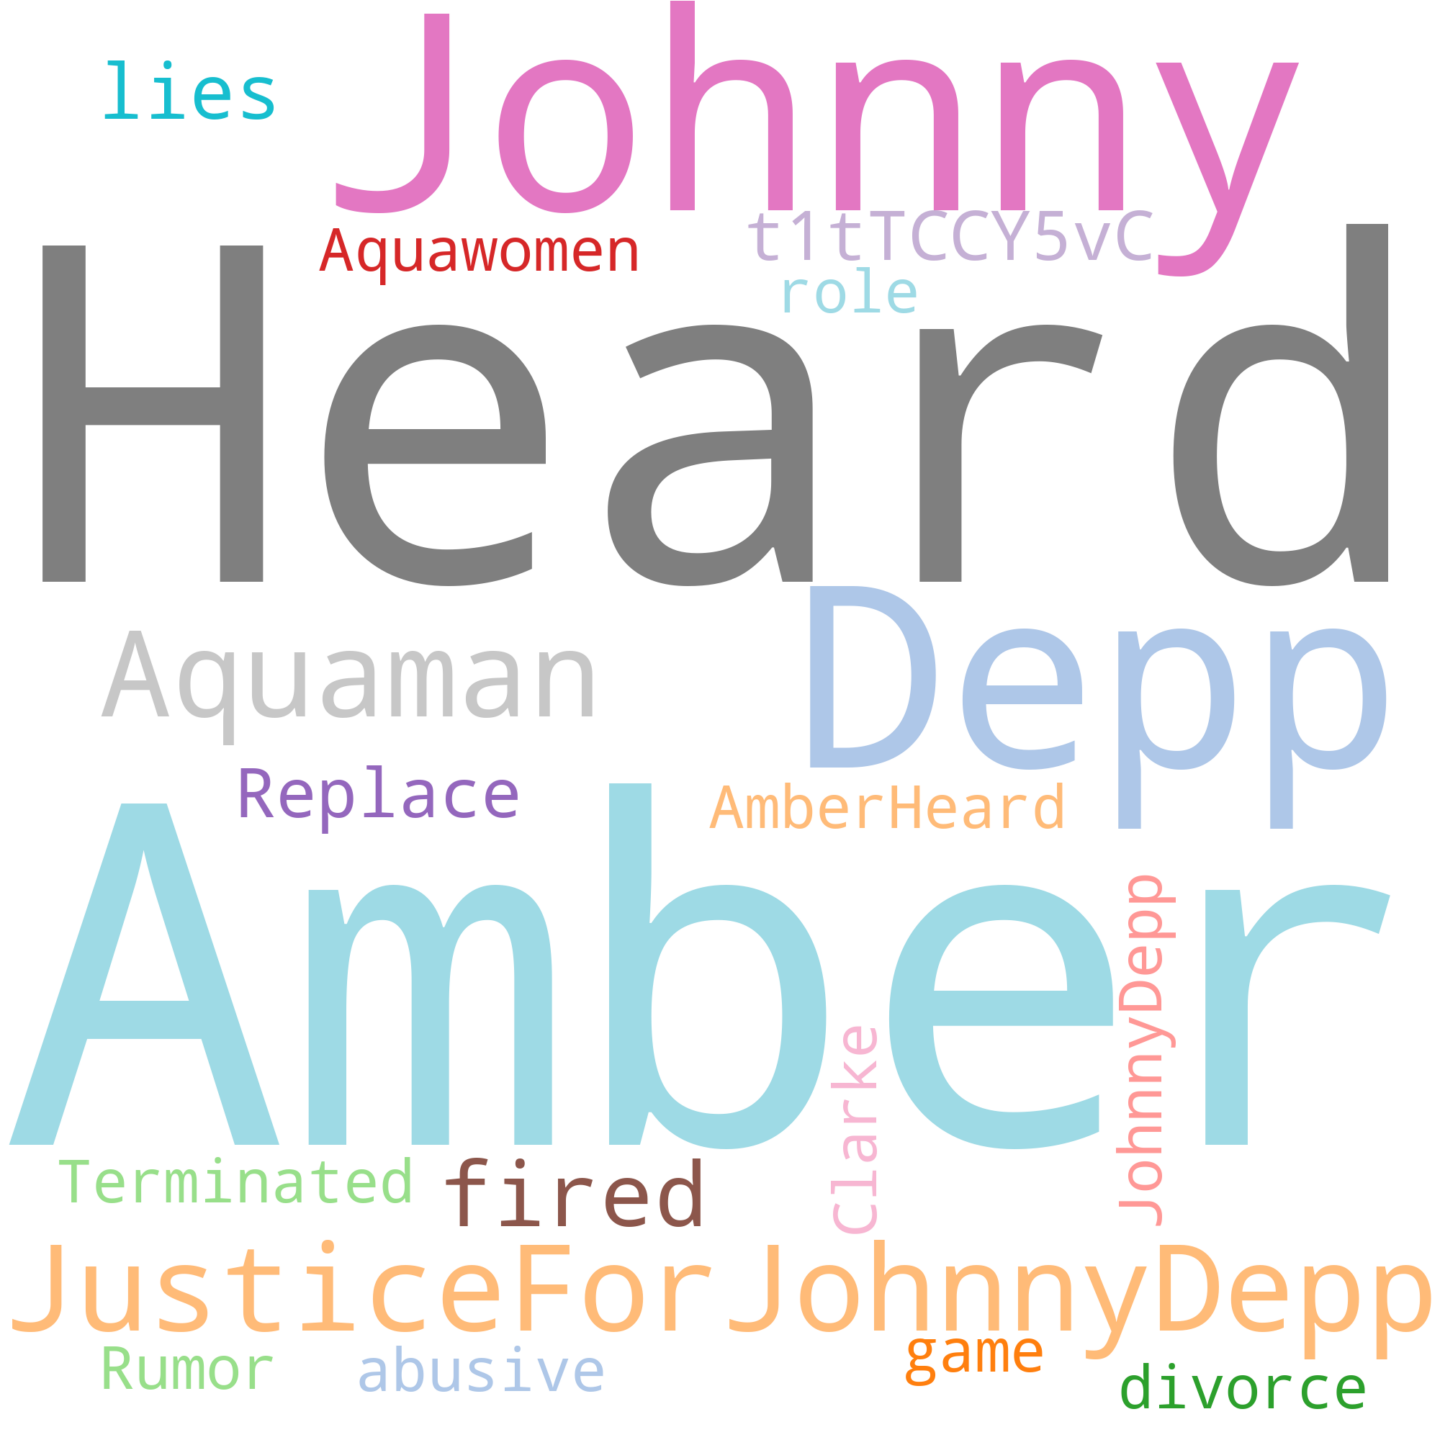 lies
Johnny
Aquawomen
t1tTCCY5vC
role
Heard
Aquaman
Depp
Replace
AmberHeard
Amber
Clarke
JohnnyDepp
Terminated
fired
JusticeForJohnnyDepp
Rumor
abusive
game
divorce